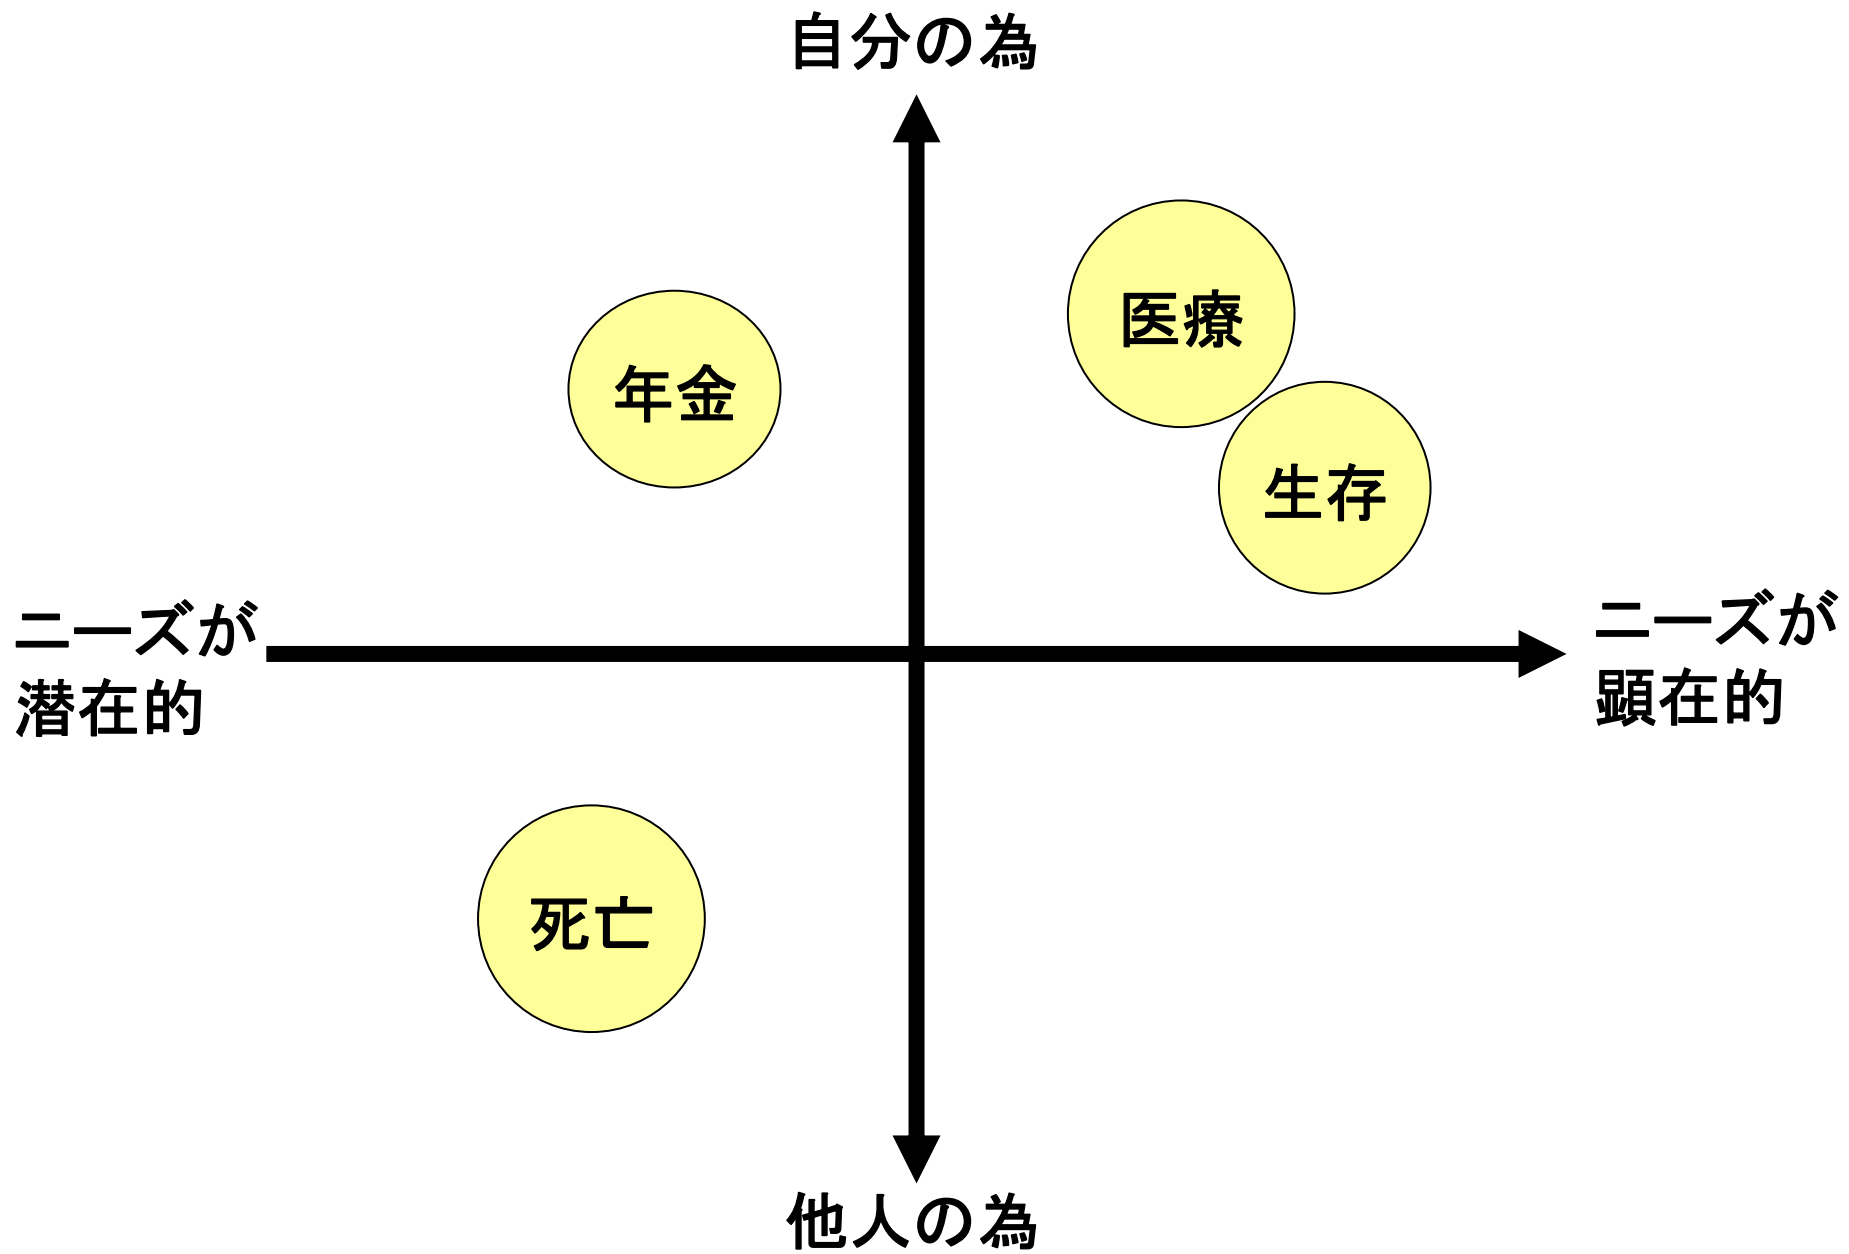 自分の為
医療
年金
生存
ニーズが
潜在的
ニーズが
顕在的
死亡
他人の為